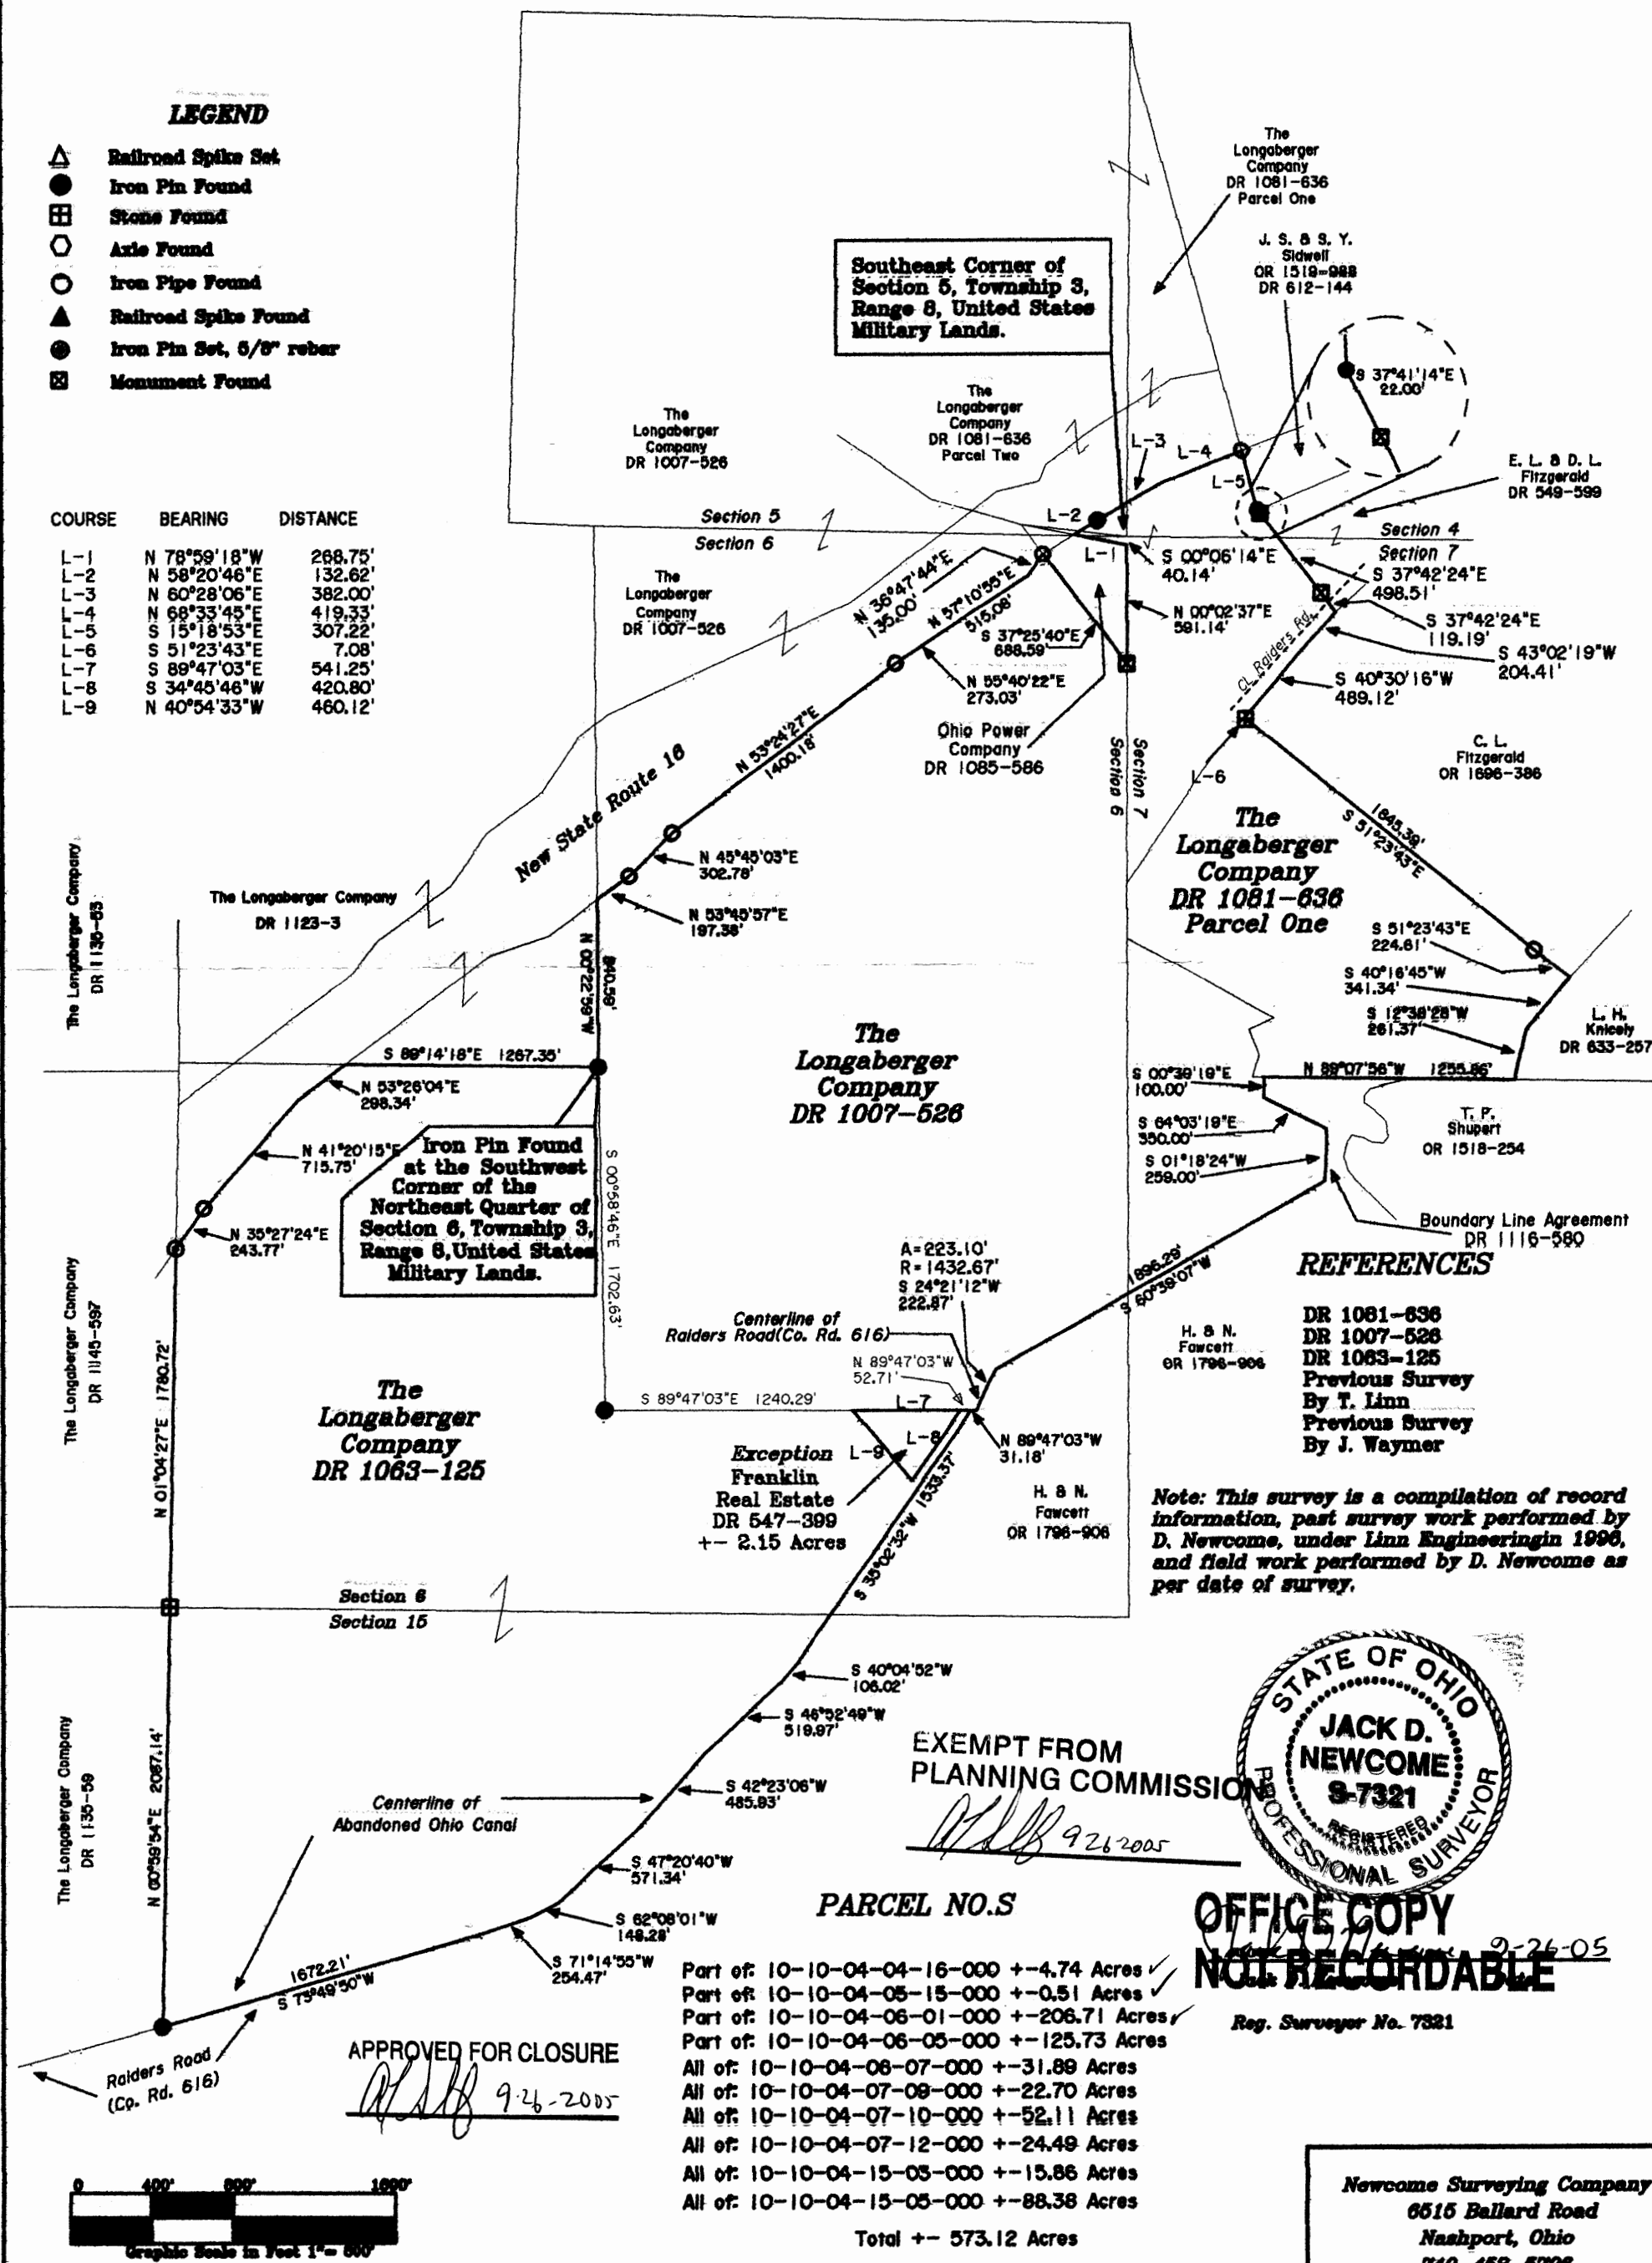 LEGEND
Railroad Spike Set
Iron Pin Found
Stone Found
Axle Found
Iron Pipe Found
Railroad Spike Found
Iron Pin Set, 5/8" rebar
Monument Found
COURSE BEARING DISTANCE
L-1 N 78°59'18"W 268.75'
L-2 N 58°20'46"E 132.62'
L-3 N 60°28'06"E 382.00'
L-4 N 68°33'45"E 419.33'
L-5 S 15°18'53"E 307.22'
L-6 S 51°23'43"E 7.08'
L-7 S 89°47'03"E 541.25'
L-8 S 34°45'46"W 420.80'
L-9 N 40°54'33"W 460.12'
The
Longaberger
Company
DR 1081-636
Parcel One
J. S. & S. Y.
Sidwell
OR 1519-988
DR 612-144
Southeast Corner of
Section 5, Township 3,
Range 8, United States
Military Lands.
S 37°41'14"E
22.00'
The
Longaberger
Company
DR 1007-526
The
Longaberger
Company
DR 1081-636
Parcel Two
L-3
L-4
L-5
E. L. & D. L.
Fitzgerald
DR 549-599
Section 5
Section 6
L-2
L-1
Section 4
Section 7
S 00°06'14"E
40.14'
S 37°42'24"E
498.51'
The
Longaberger
Company
DR 1007-526
N 36°47'44"E
135.00'
N 57°10'55"E
515.08'
S 37°25'40"E
688.59'
N 00°02'37"E
591.14'
S 37°42'24"E
119.19'
CL Raiders Rd.
S 43°02'19"W
204.41'
S 40°30'16"W
489.12'
N 55°40'22"E
273.03'
Ohio Power
Company
DR 1085-586
Section 7
Section 6
L-6
C. L.
Fitzgerald
OR 1696-386
N 53°24'27"E
1400.18'
New State Route 16
The
Longaberger
Company
DR 1081-636
Parcel One
1845.39'
S 51°23'43"E
N 45°45'03"E
302.78'
N 53°45'57"E
197.38'
The Longaberger Company
DR 1123-3
The Longaberger Company
DR 1135-53
N 00°22'59"W
840.59'
S 51°23'43"E
224.61'
S 40°16'45"W
341.34'
S 12°38'28"W
261.37'
L. H.
Knicely
DR 633-257
The
Longaberger
Company
DR 1007-526
S 89°14'18"E 1267.35'
N 53°26'04"E
298.34'
S 00°39'19"E
100.00'
N 89°07'56"W 1255.86'
T. P.
Shupert
OR 1518-254
N 41°20'15"E
715.75'
Iron Pin Found
at the Southwest
Corner of the
Northeast Quarter of
Section 6, Township 3,
Range 8, United States
Military Lands.
S 64°03'19"E
350.00'
S 01°18'24"W
259.00'
Boundary Line Agreement
DR 1116-580
N 35°27'24"E
243.77'
S 00°58'46"E 1702.63'
The Longaberger Company
DR 1145-597
N 01°04'27"E 1780.72'
A=223.10'
R=1432.67'
S 24°21'12"W
222.87'
1896.29'
S 60°39'07"W
Centerline of
Raiders Road(Co. Rd. 616)
H. & N.
Fawcett
OR 1796-906
REFERENCES
DR 1081-636
DR 1007-526
DR 1063-125
Previous Survey
By T. Linn
Previous Survey
By J. Waymer
N 89°47'03"W
52.71'
S 89°47'03"E 1240.29'
L-7
L-8
L-9
N 89°47'03"W
31.18'
The
Longaberger
Company
DR 1063-125
Exception
Franklin
Real Estate
DR 547-399
+- 2.15 Acres
S 35°02'32"W 1533.37'
H. & N.
Fawcett
OR 1796-906
Note: This survey is a compilation of record
information, past survey work performed by
D. Newcome, under Linn Engineeringin 1996,
and field work performed by D. Newcome as
per date of survey.
Section 6
Section 15
S 40°04'52"W
106.02'
S 46°52'49"W
519.97'
S 42°23'06"W
485.93'
The Longaberger Company
DR 1135-59
N 00°59'54"E 2087.14'
Centerline of
Abandoned Ohio Canal
S 47°20'40"W
571.34'
S 62°08'01"W
148.28'
S 71°14'55"W
254.47'
1672.21'
S 75°49'50"W
Raiders Road
(Co. Rd. 616)
EXEMPT FROM
PLANNING COMMISSION
9262005
STATE OF OHIO
JACK D.
NEWCOME
S-7321
REGISTERED
PROFESSIONAL SURVEYOR
OFFICE COPY
NOT RECORDABLE
9-26-05
Reg. Surveyor No. 7321
APPROVED FOR CLOSURE
9-26-2005
PARCEL NO.S
Part of: 10-10-04-04-16-000 +-4.74 Acres
Part of: 10-10-04-05-15-000 +-0.51 Acres
Part of: 10-10-04-06-01-000 +-206.71 Acres
Part of: 10-10-04-06-05-000 +-125.73 Acres
All of: 10-10-04-06-07-000 +-31.89 Acres
All of: 10-10-04-07-09-000 +-22.70 Acres
All of: 10-10-04-07-10-000 +-52.11 Acres
All of: 10-10-04-07-12-000 +-24.49 Acres
All of: 10-10-04-15-03-000 +-15.86 Acres
All of: 10-10-04-15-05-000 +-88.38 Acres
Total +- 573.12 Acres
0 400' 800' 1600'
Graphic Scale in Feet 1"= 800'
Newcome Surveying Company
6515 Ballard Road
Nashport, Ohio